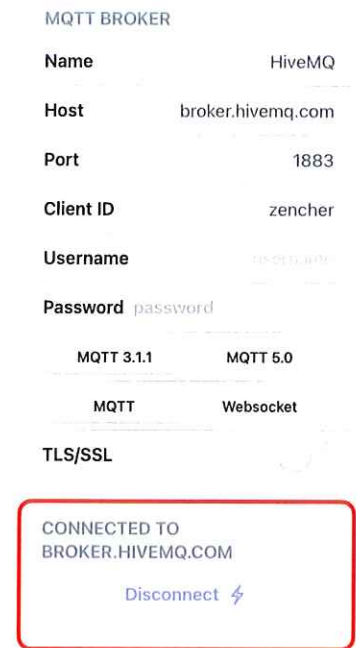 MQTT BROKER
Name HiveMQ
Host broker.hivemq.com
Port 1883
Client ID zencher
Username username
Password password
MQTT 3.1.1 MQTT 5.0
MQTT Websocket
TLS/SSL
CONNECTED TO
BROKER.HIVEMQ.COM
Disconnect